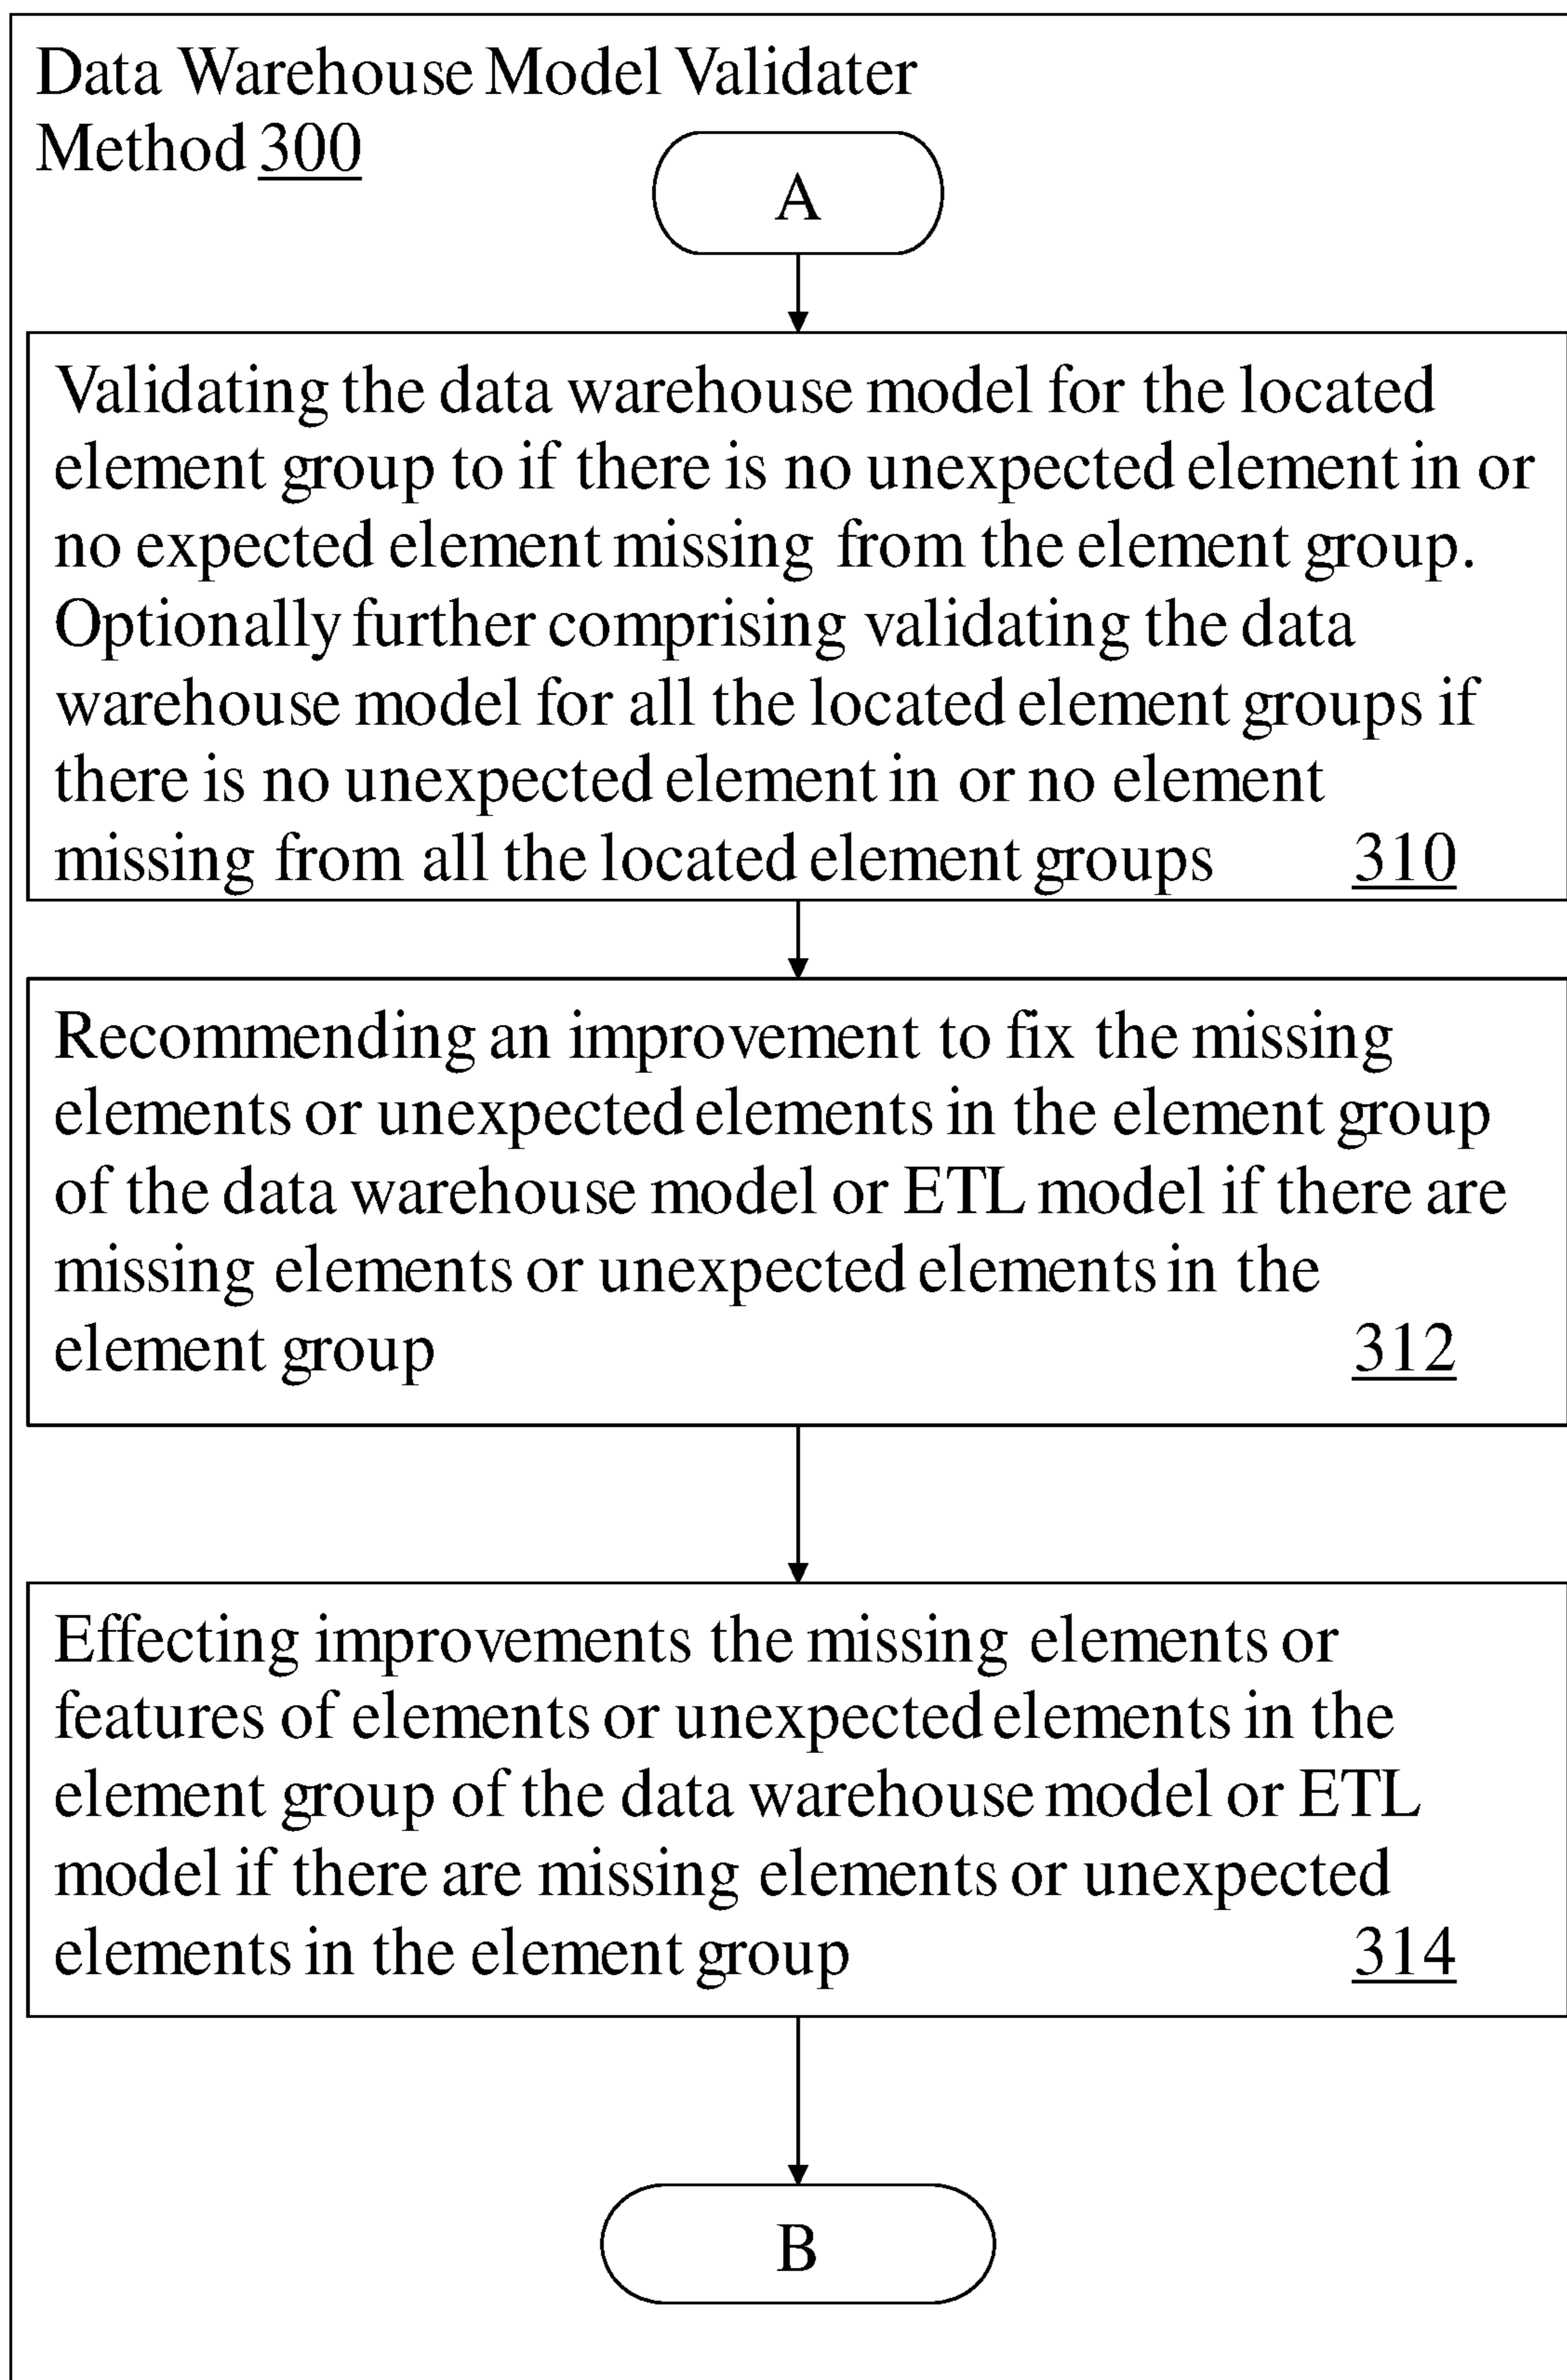 Data Warehouse Model Validater
Method 300
A
Validating the data warehouse model for the located
element group to if there is no unexpected element in or
no expected element missing from the element group.
Optionally further comprising validating the data
warehouse model for all the located element groups if
there is no unexpected element in or no element
missing from all the located element groups 310
Recommending an improvement to fix the missing
elements or unexpected elements in the element group
of the data warehouse model or ETL model if there are
missing elements or unexpected elements in the
element group 312
Effecting improvements the missing elements or
features of elements or unexpected elements in the
element group of the data warehouse model or ETL
model if there are missing elements or unexpected
elements in the element group 314
B